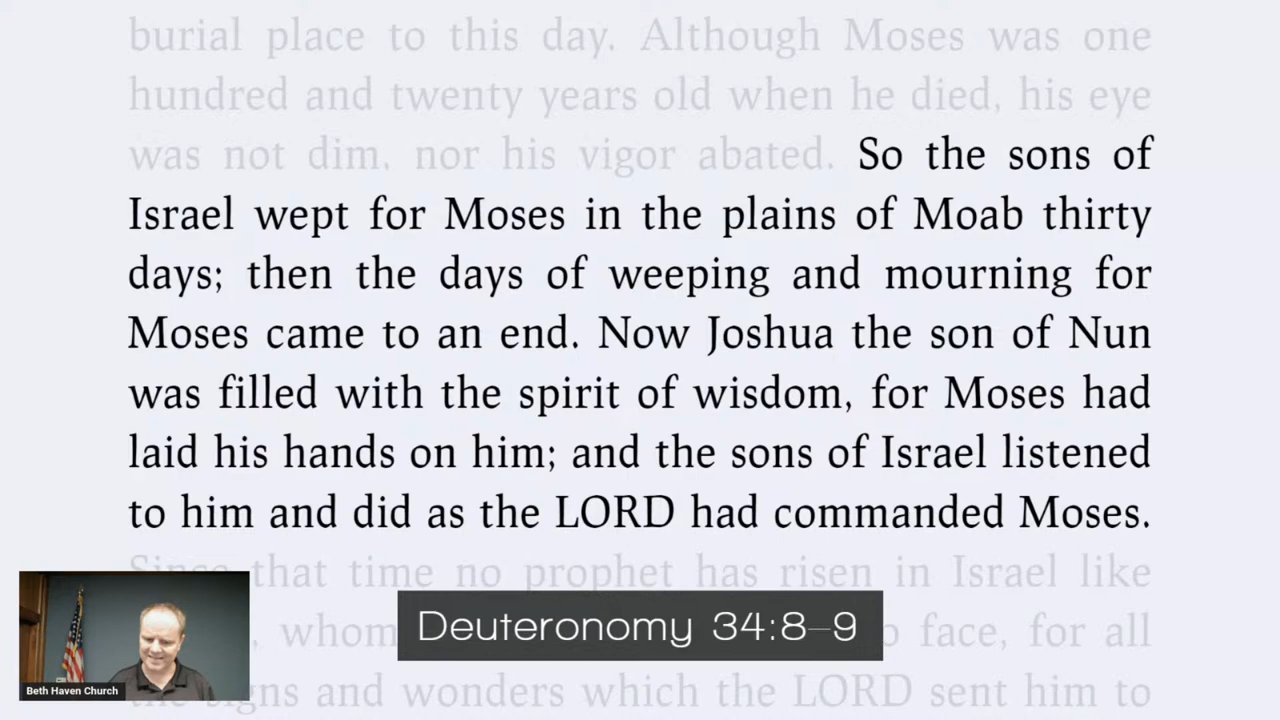 burial place to this day. Although Moses was one
hundred and twenty years old when he died, his eye
was not dim, nor his vigor abated. So the sons of
Israel wept for Moses in the plains of Moab thirty
days; then the days of weeping and mourning for
Moses came to an end. Now Joshua the son of Nun
was filled with the spirit of wisdom, for Moses had
laid his hands on him; and the sons of Israel listened
to him and did as the LORD had commanded Moses.
Since that time no prophet has risen in Israel like
whom face, for all
signs and wonders which the LORD sent him to
Deuteronomy 34:8–9
Beth Haven Church